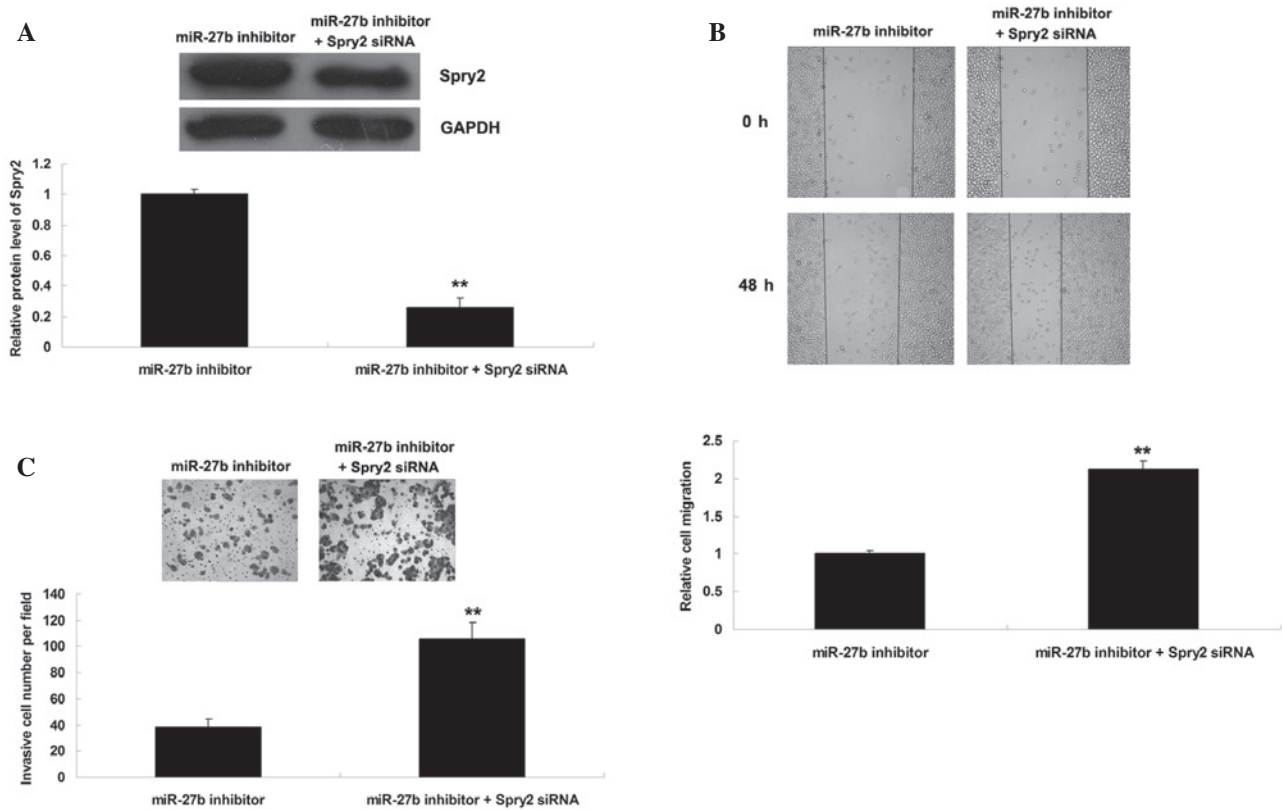 A
miR-27b inhibitor
miR-27b inhibitor
+ Spry2 siRNA
Spry2
GAPDH
Relative protein level of Spry2
1.2
1
0.8
0.6
0.4
0.2
0
**
miR-27b inhibitor
miR-27b inhibitor + Spry2 siRNA
B
miR-27b inhibitor
miR-27b inhibitor
+ Spry2 siRNA
0 h
48 h
Relative cell migration
2.5
2
1.5
1
0.5
0
**
miR-27b inhibitor
miR-27b inhibitor + Spry2 siRNA
C
miR-27b inhibitor
miR-27b inhibitor
+ Spry2 siRNA
Invasive cell number per field
140
120
100
80
60
40
20
0
**
miR-27b inhibitor
miR-27b inhibitor + Spry2 siRNA